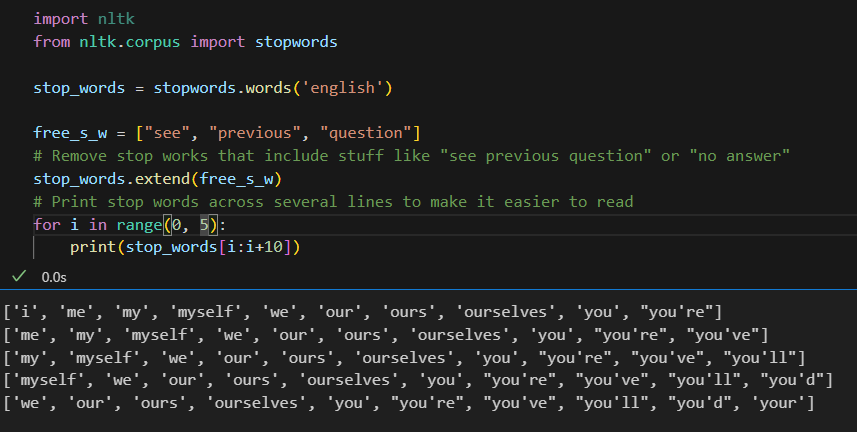 import nltk
from nltk.corpus import stopwords
stop_words = stopwords.words('english')
free_s_w = ["see", "previous", "question"]
# Remove stop works that include stuff like "see previous question" or "no answer"
stop_words.extend(free_s_w)
# Print stop words across several lines to make it easier to read
for i in range(0, 5):
    print(stop_words[i:i+10])
✓ 0.0s
['i', 'me', 'my', 'myself', 'we', 'our', 'ours', 'ourselves', 'you', "you're"]
['me', 'my', 'myself', 'we', 'our', 'ours', 'ourselves', 'you', "you're", "you've"]
['my', 'myself', 'we', 'our', 'ours', 'ourselves', 'you', "you're", "you've", "you'll"]
['myself', 'we', 'our', 'ours', 'ourselves', 'you', "you're", "you've", "you'll", "you'd"]
['we', 'our', 'ours', 'ourselves', 'you', "you're", "you've", "you'll", "you'd", 'your']